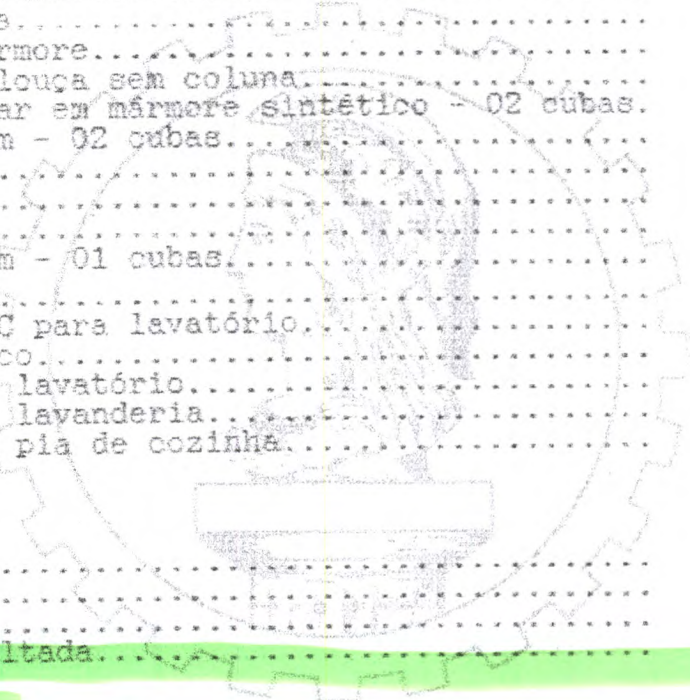 e..............................
rmore..............................
louça sem coluna........................
ar em mármore sintético - 02 cubas.
m - 02 cubas..............................
..............................
..............................
..............................
m - 01 cubas..............................
..............................
C para lavatório........................
co..............................
lavatório..............................
lavanderia..............................
pia de cozinha........................
..............................
..............................
..............................
ltada..............................